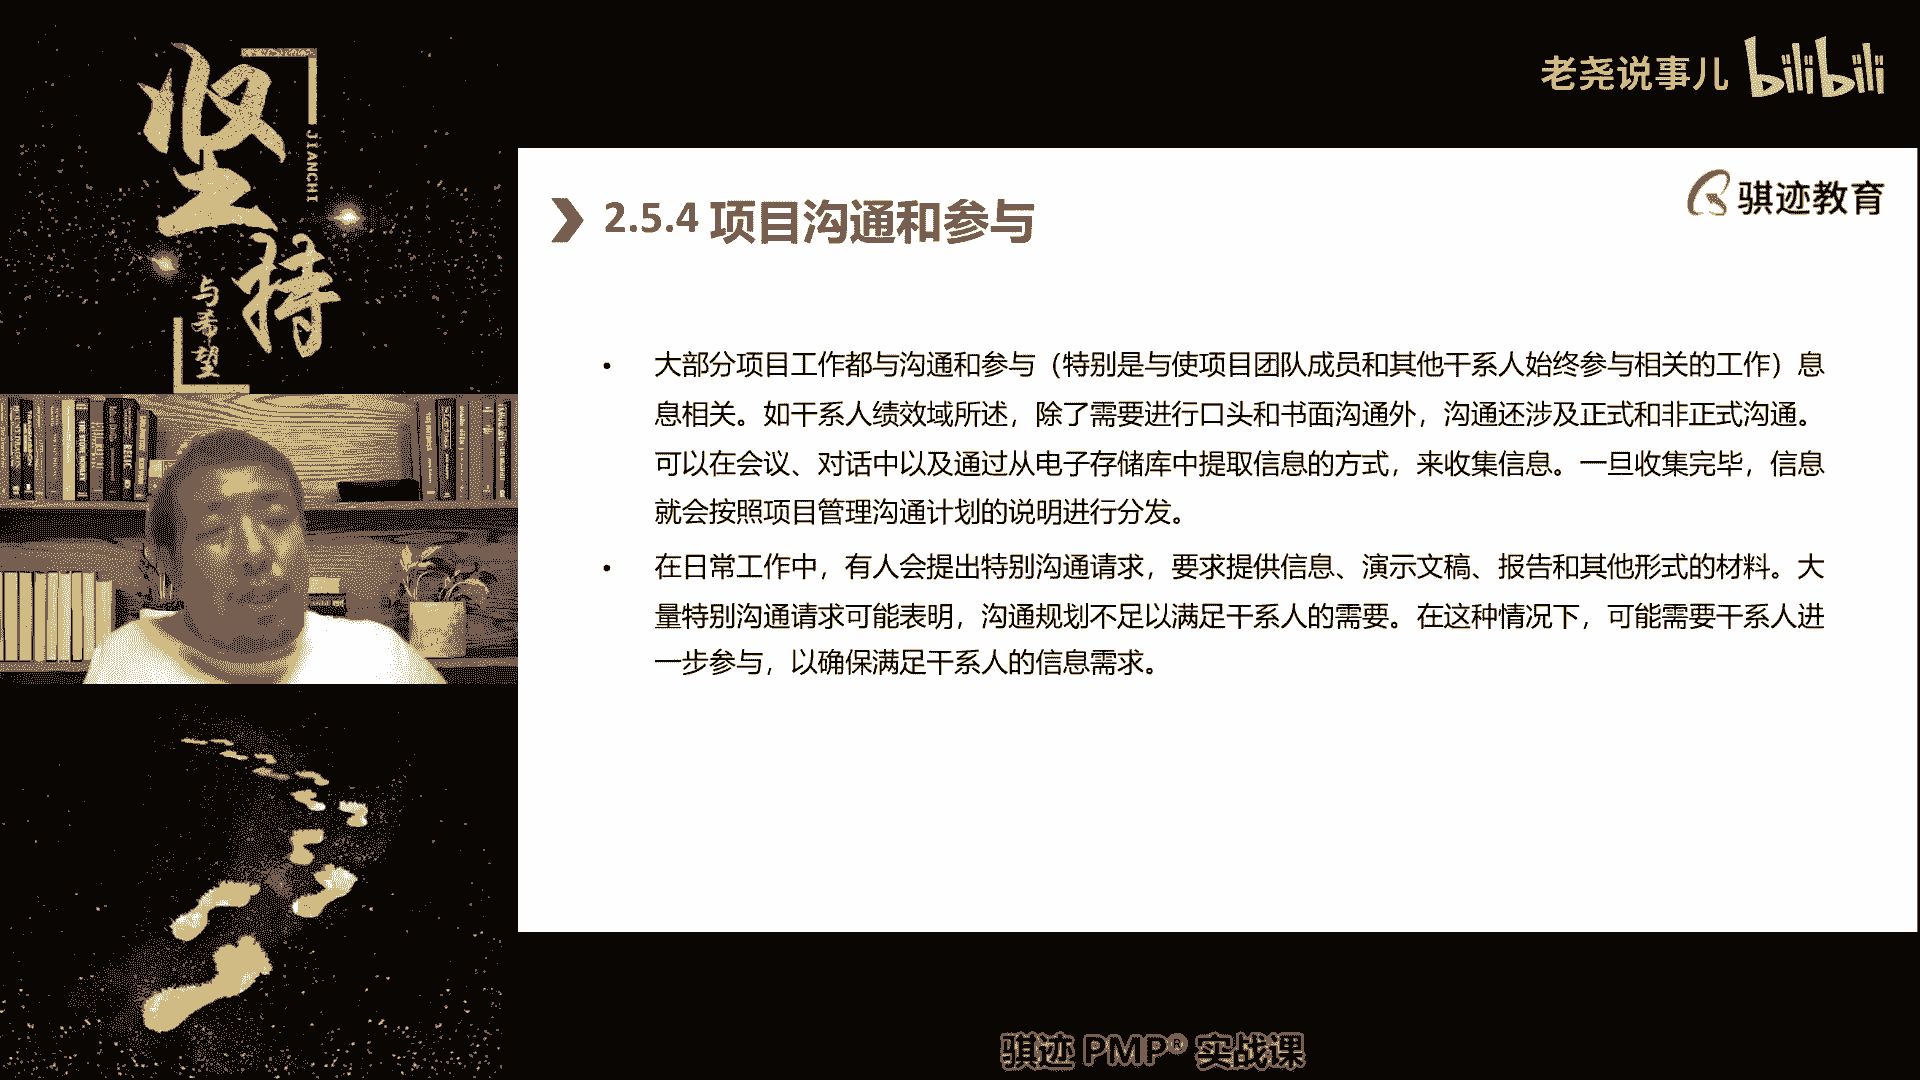 坚持
JIANCHI
与希望
老尧说事儿 bilibili
骐迹教育
2.5.4 项目沟通和参与
• 大部分项目工作都与沟通和参与（特别是与使项目团队成员和其他干系人始终参与相关的工作）息
息相关。如干系人绩效域所述，除了需要进行口头和书面沟通外，沟通还涉及正式和非正式沟通。
可以在会议、对话中以及通过从电子存储库中提取信息的方式，来收集信息。一旦收集完毕，信息
就会按照项目管理沟通计划的说明进行分发。
• 在日常工作中，有人会提出特别沟通请求，要求提供信息、演示文稿、报告和其他形式的材料。大
量特别沟通请求可能表明，沟通规划不足以满足干系人的需要。在这种情况下，可能需要干系人进
一步参与，以确保满足干系人的信息需求。
骐迹 PMP® 实战课